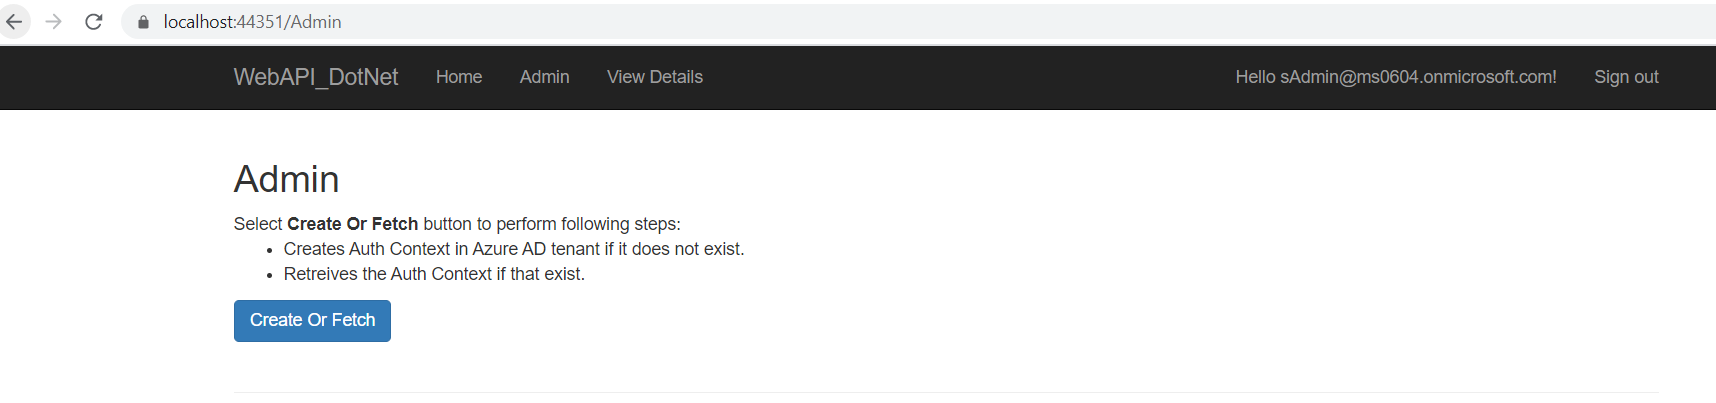 localhost:44351/Admin
WebAPI_DotNet Home Admin View Details Hello sAdmin@ms0604.onmicrosoft.com! Sign out
Admin
Select Create Or Fetch button to perform following steps:
• Creates Auth Context in Azure AD tenant if it does not exist.
• Retreives the Auth Context if that exist.
Create Or Fetch